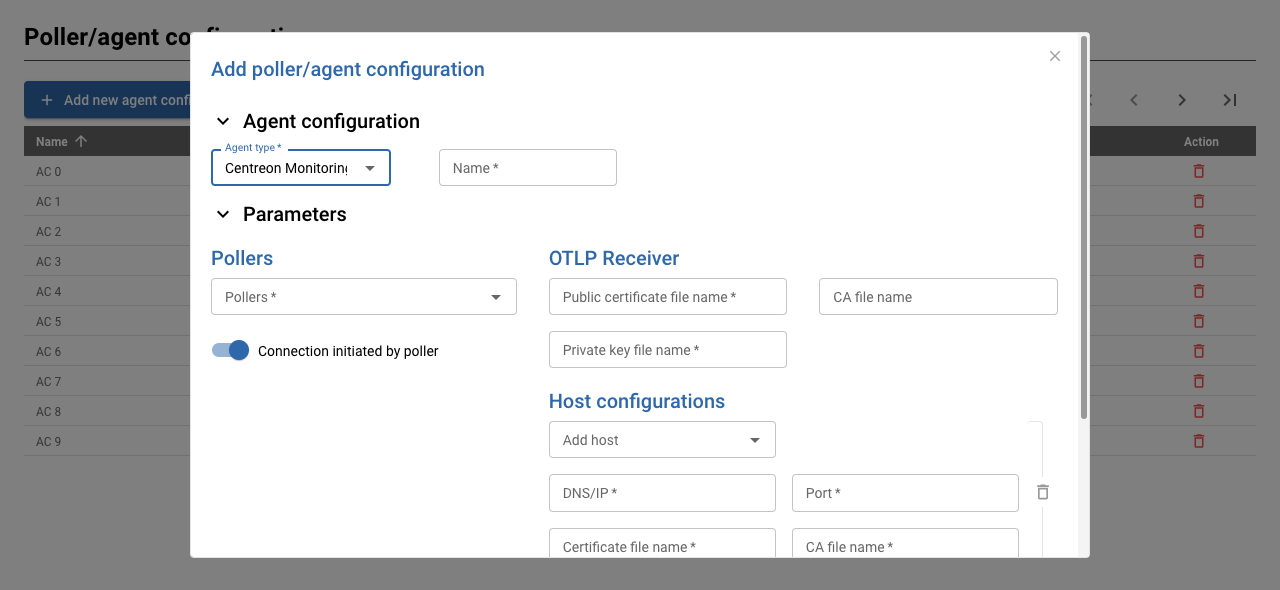 Poller/agent co
Add poller/agent configuration
Add new agent confi
Agent configuration
Agent type *
Centreon Monitorin
Name *
Name
Action
Parameters
AC 0
AC 1
AC 2
AC 3
AC 4
AC 5
AC 6
AC 7
AC 8
AC 9
Pollers
Pollers *
Connection initiated by poller
OTLP Receiver
Public certificate file name *
CA file name
Private key file name *
Host configurations
Add host
DNS/IP *
Port *
Certificate file name *
CA file name *